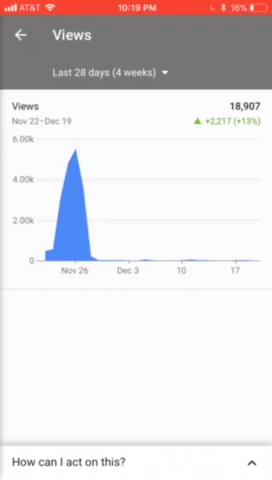 AT&T 10:19 PM 16%
Views
Last 28 days (4 weeks)
Views 18,907
Nov 22–Dec 19 +2,217 (+13%)
6.00k
4.00k
2.00k
0
Nov 26 Dec 3 10 17
How can I act on this?